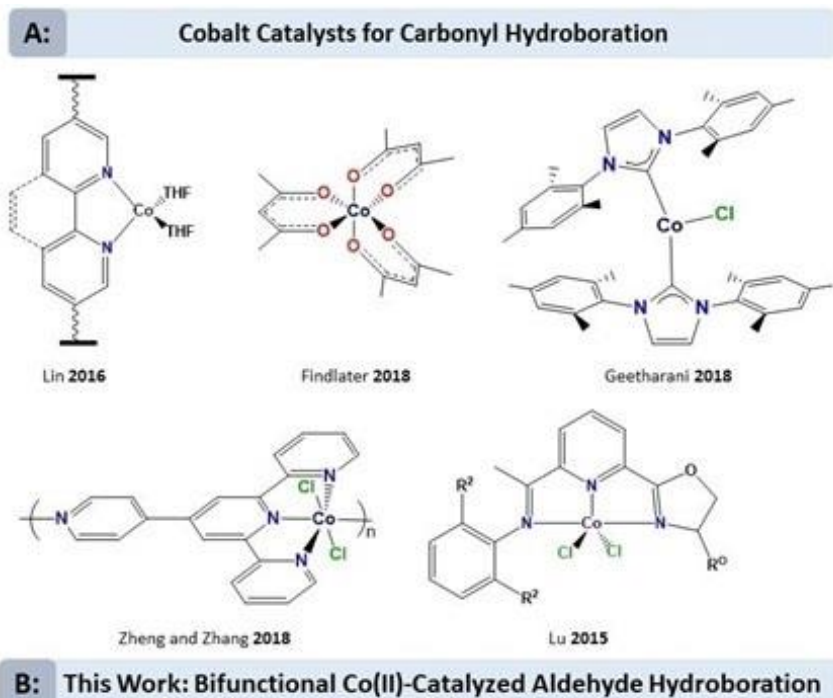 A: Cobalt Catalysts for Carbonyl Hydroboration
N
N
Co
THF
THF
Lin 2016
O
O
O
O
O
O
Co
Findlater 2018
N
N
Co
Cl
N
N
Geetharani 2018
N
N
N
N
Cl
Co
Cl
n
Zheng and Zhang 2018
R²
N
N
O
N
Co
Cl
Cl
R²
Lu 2015
B: This Work: Bifunctional Co(II)-Catalyzed Aldehyde Hydroboration